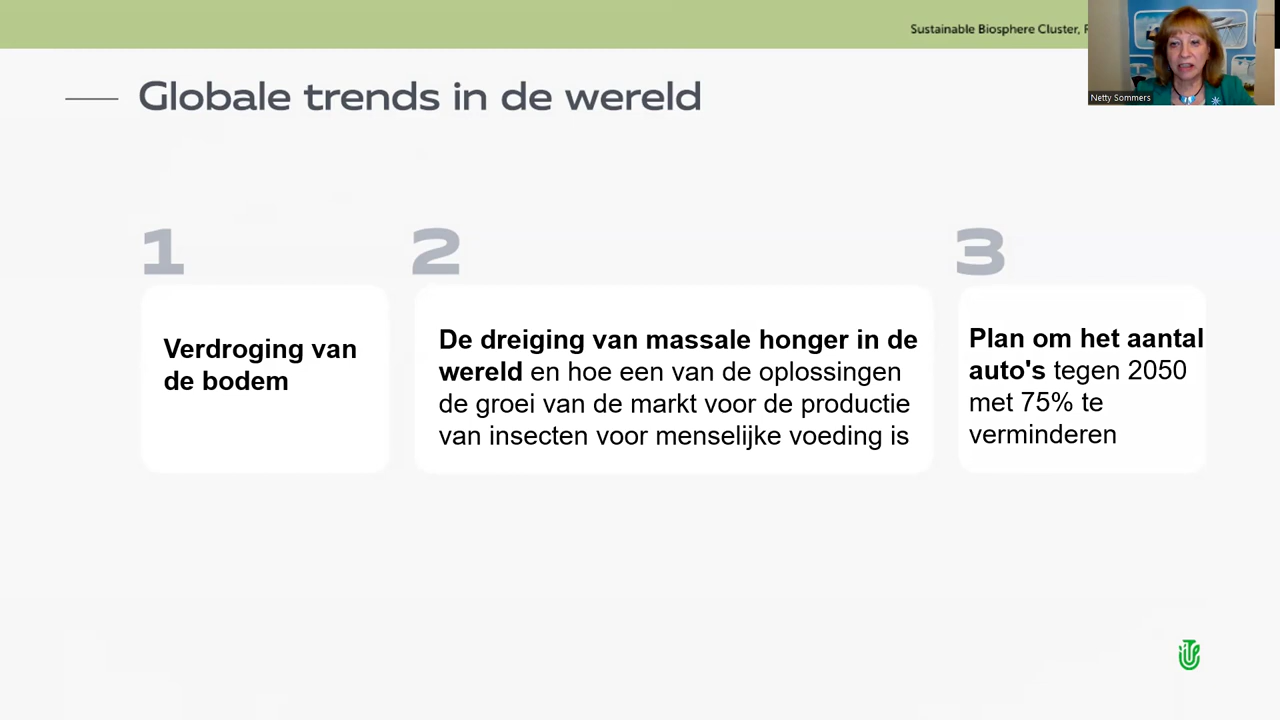 Sustainable Biosphere Cluster,
Netty Sommers
Globale trends in de wereld
1
Verdroging van
de bodem
2
De dreiging van massale honger in de
wereld en hoe een van de oplossingen
de groei van de markt voor de productie
van insecten voor menselijke voeding is
3
Plan om het aantal
auto's tegen 2050
met 75% te
verminderen